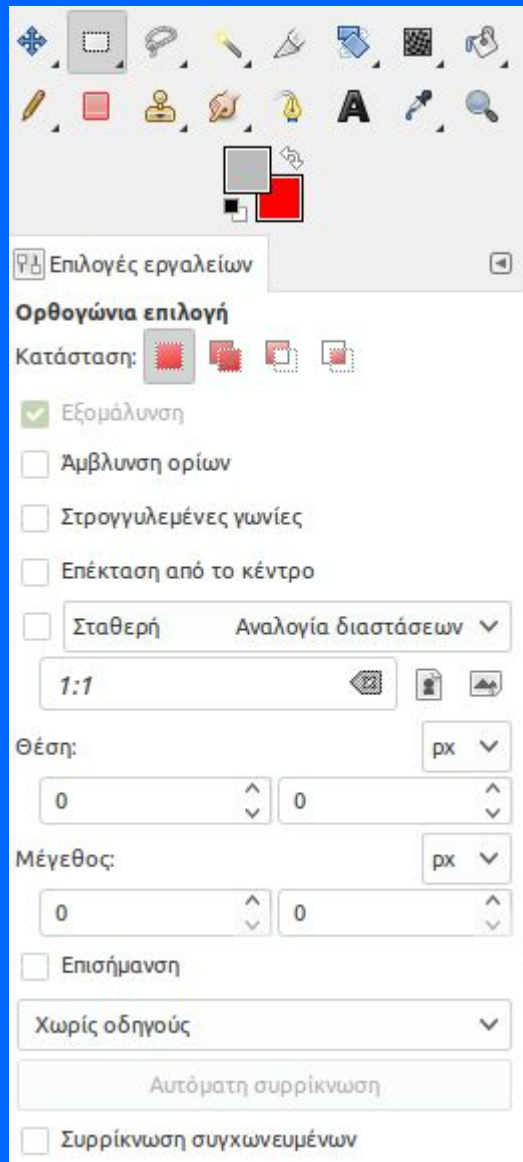 Επιλογές εργαλείων
Ορθογώνια επιλογή
Κατάσταση:
Εξομάλυνση
Άμβλυνση ορίων
Στρογγυλεμένες γωνίες
Επέκταση από το κέντρο
Σταθερή Αναλογία διαστάσεων
1:1
Θέση: px
0 0
Μέγεθος: px
0 0
Επισήμανση
Χωρίς οδηγούς
Αυτόματη συρρίκνωση
Συρρίκνωση συγχωνευμένων